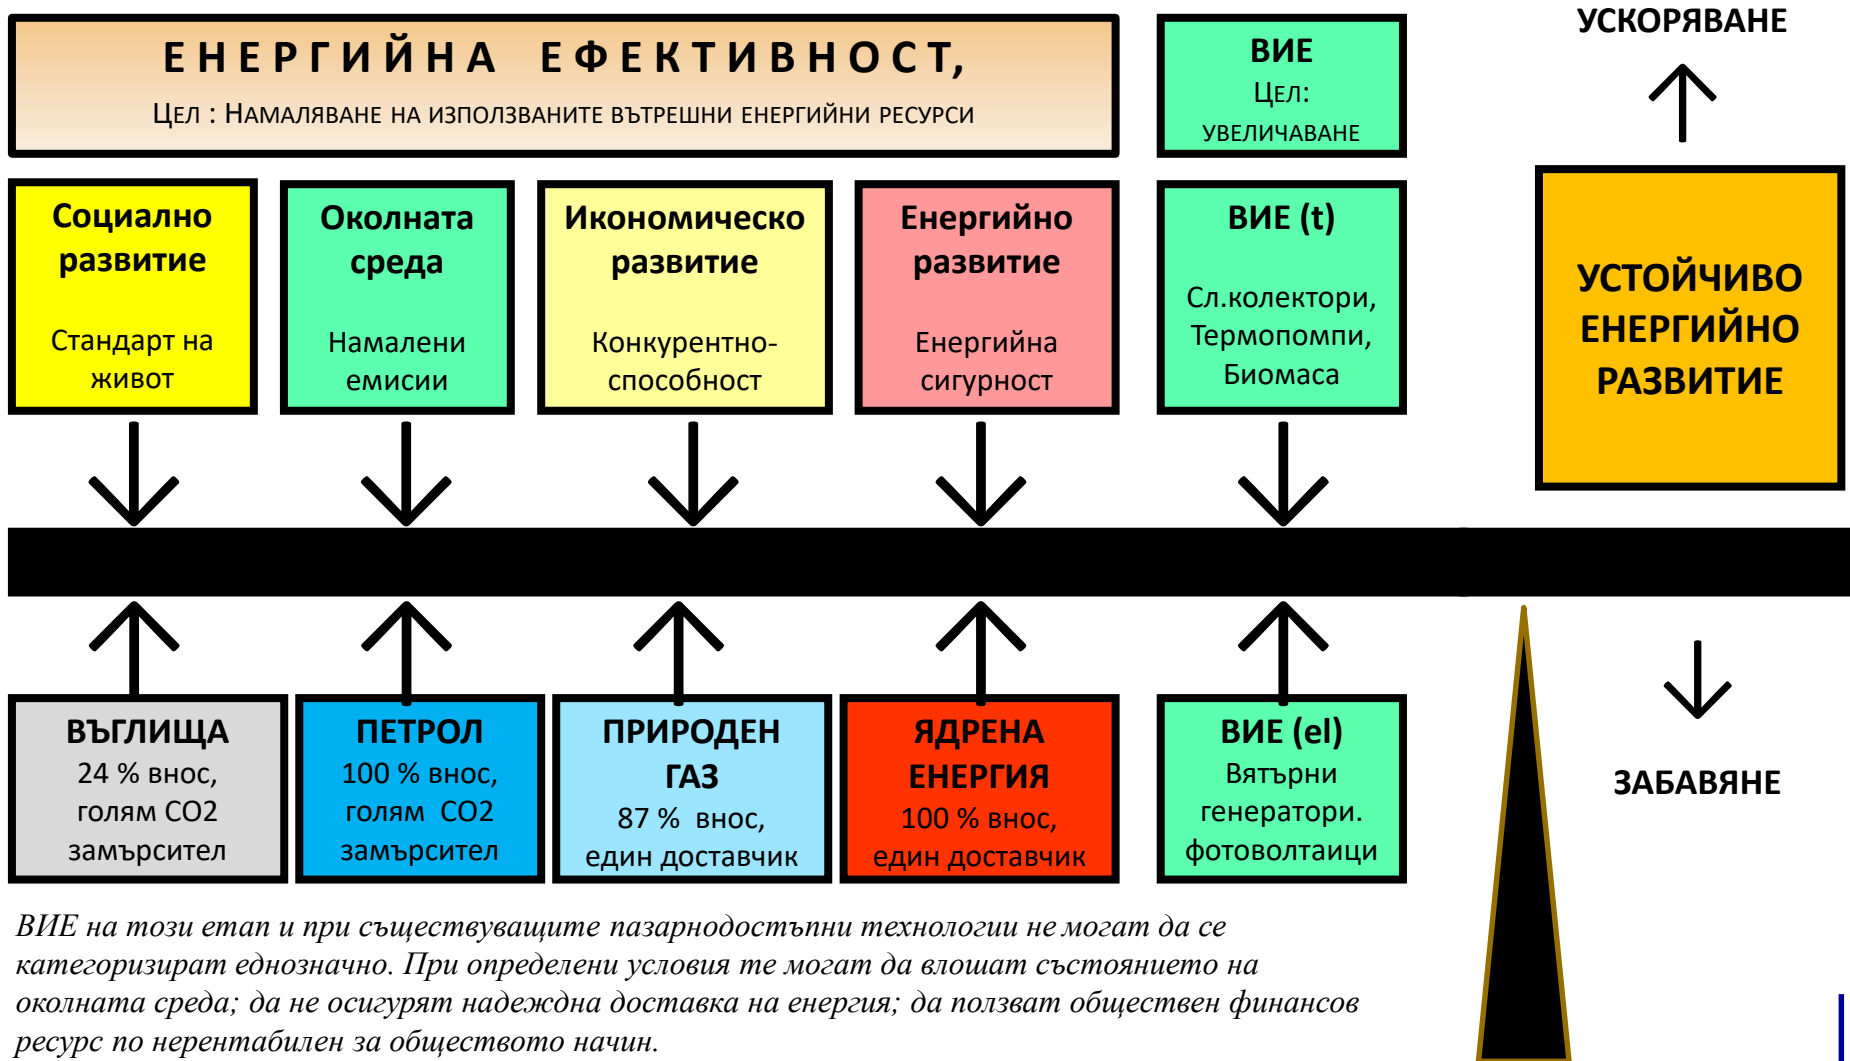 УСКОРЯВАНЕ
ЕНЕРГИЙНА ЕФЕКТИВНОСТ,
Цел : Намаляване на използваните вътрешни енергийни ресурси
ВИЕ
Цел:
увеличаване
Социално
развитие
Стандарт на
живот
Околната
среда
Намалени
емисии
Икономическо
развитие
Конкурентно-
способност
Енергийно
развитие
Енергийна
сигурност
ВИЕ (t)
Сл.колектори,
Термопомпи,
Биомаса
УСТОЙЧИВО
ЕНЕРГИЙНО
РАЗВИТИЕ
ВЪГЛИЩА
24 % внос,
голям СО2
замърсител
ПЕТРОЛ
100 % внос,
голям СО2
замърсител
ПРИРОДЕН
ГАЗ
87 % внос,
един доставчик
ЯДРЕНА
ЕНЕРГИЯ
100 % внос,
един доставчик
ВИЕ (el)
Вятърни
генератори.
фотоволтаици
ЗАБАВЯНЕ
ВИЕ на този етап и при съществуващите пазарнодостъпни технологии не могат да се
категоризират еднозначно. При определени условия те могат да влошат състоянието на
околната среда; да не осигурят надеждна доставка на енергия; да ползват обществен финансов
ресурс по нерентабилен за обществото начин.